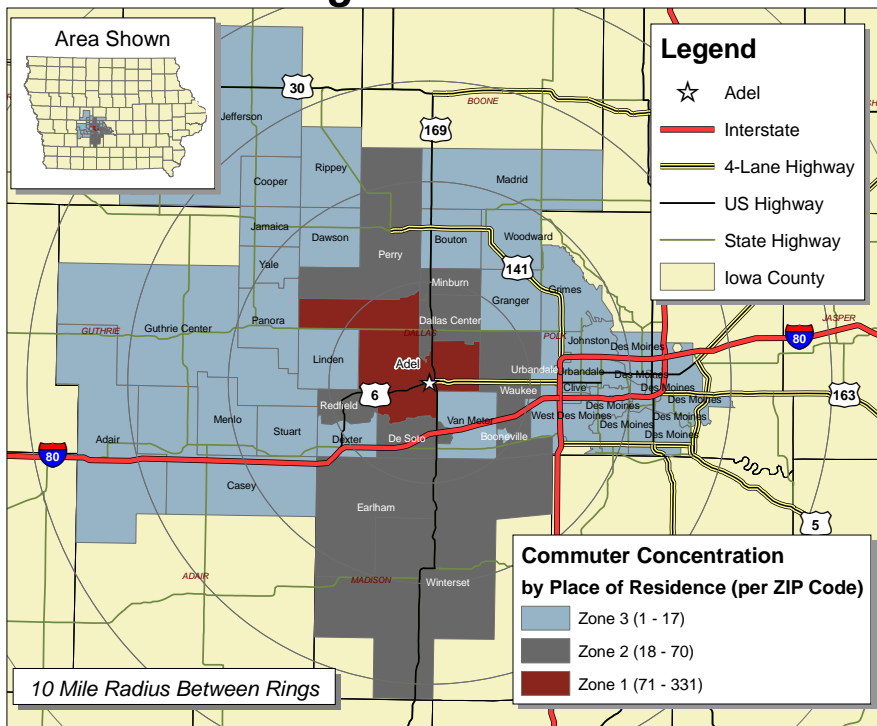 Area Shown
Legend
Adel
Interstate
4-Lane Highway
US Highway
State Highway
Iowa County
30
BOONE
169
Jefferson
Rippey
Cooper
Madrid
Jamaica
Dawson
Bouton
Woodward
Perry
Yale
141
Minburn
Grimes
Granger
Panora
Dallas Center
JASPER
GUTHRIE
Guthrie Center
DALLAS
POLK
Johnston
Des Moines
80
Linden
Adel
Urbandale
Urbandale
Des Moines
Clive
Des Moines
Waukee
6
163
Redfield
Des Moines
Des Moines
West Des Moines
Menlo
Van Meter
Des Moines
Stuart
Des Moines
Adair
Dexter
De Soto
Booneville
80
Casey
Earlham
5
ADAIR
MADISON
Winterset
Commuter Concentration
by Place of Residence (per ZIP Code)
Zone 3 (1 - 17)
Zone 2 (18 - 70)
Zone 1 (71 - 331)
10 Mile Radius Between Rings